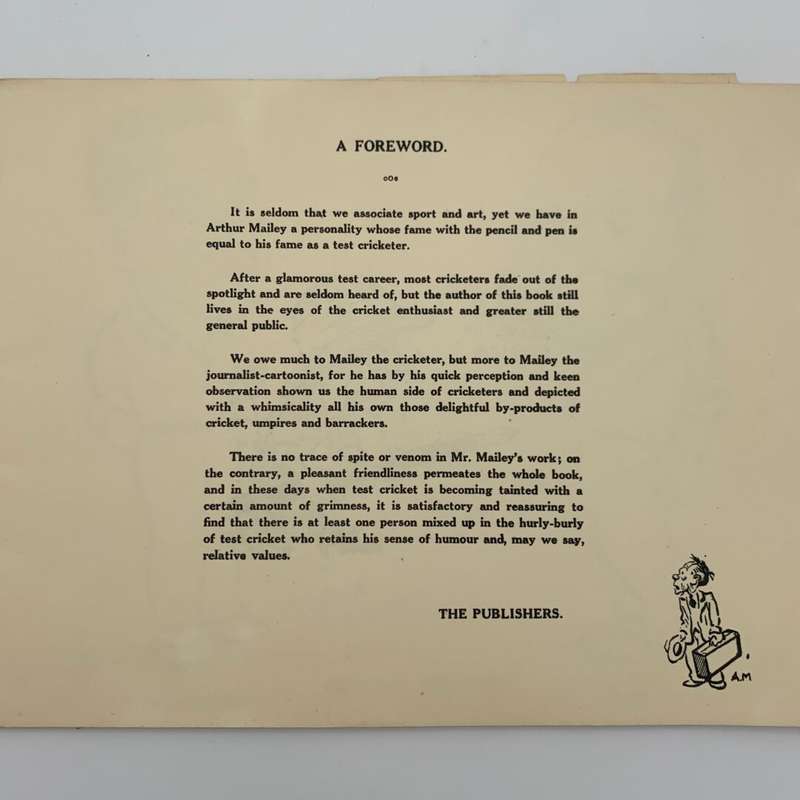 A FOREWORD.
oOo
It is seldom that we associate sport and art, yet we have in
Arthur Mailey a personality whose fame with the pencil and pen is
equal to his fame as a test cricketer.
After a glamorous test career, most cricketers fade out of the
spotlight and are seldom heard of, but the author of this book still
lives in the eyes of the cricket enthusiast and greater still the
general public.
We owe much to Mailey the cricketer, but more to Mailey the
journalist-cartoonist, for he has by his quick perception and keen
observation shown us the human side of cricketers and depicted
with a whimsicality all his own those delightful by-products of
cricket, umpires and barrackers.
There is no trace of spite or venom in Mr. Mailey's work; on
the contrary, a pleasant friendliness permeates the whole book,
and in these days when test cricket is becoming tainted with a
certain amount of grimness, it is satisfactory and reassuring to
find that there is at least one person mixed up in the hurly-burly
of test cricket who retains his sense of humour and, may we say,
relative values.
THE PUBLISHERS.
A.M